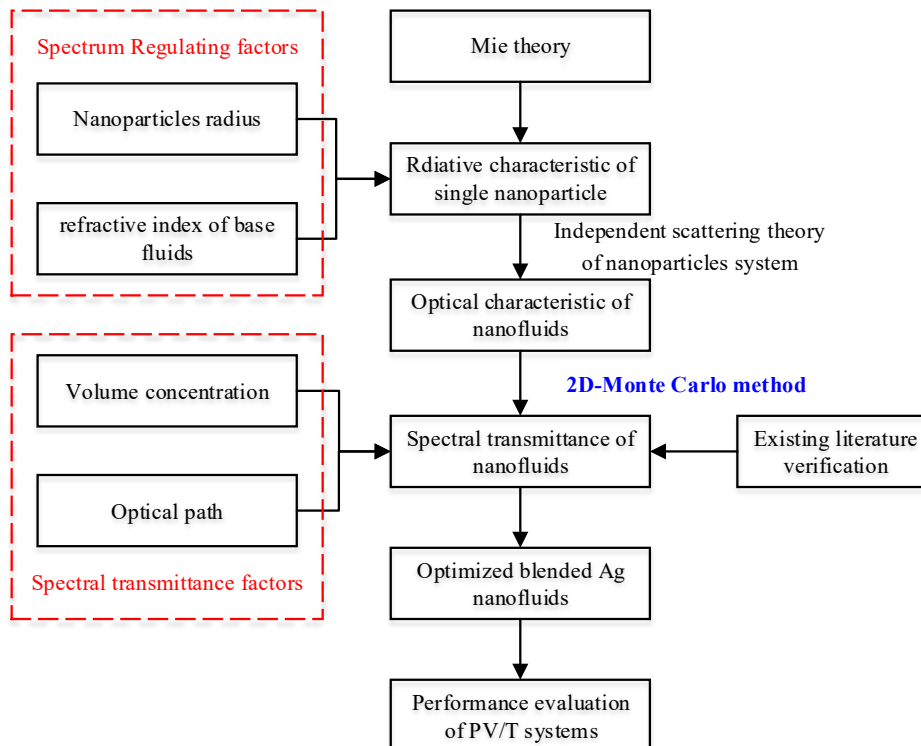 Spectrum Regulating factors
Nanoparticles radius
refractive index of base
fluids
Mie theory
Rdiative characteristic of
single nanoparticle
Independent scattering theory
of nanoparticles system
Optical characteristic of
nanofluids
2D-Monte Carlo method
Volume concentration
Optical path
Spectral transmittance factors
Spectral transmittance of
nanofluids
Existing literature
verification
Optimized blended Ag
nanofluids
Performance evaluation
of PV/T systems